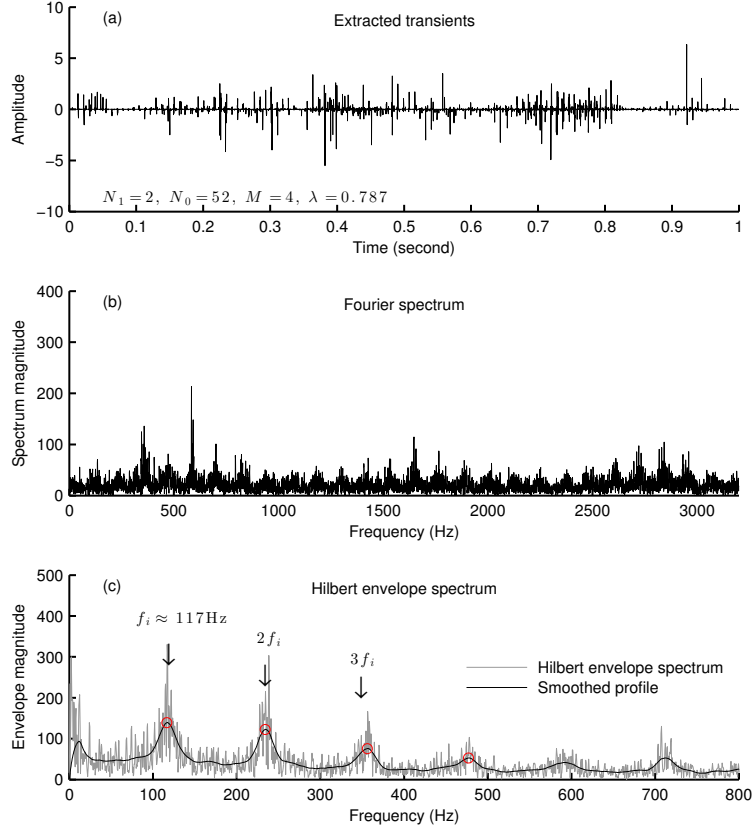 (a)
Extracted transients
10
5
0
−5
−10
Amplitude
N₁=2, N₀=52, M=4, λ=0.787
0 0.1 0.2 0.3 0.4 0.5 0.6 0.7 0.8 0.9 1
Time (second)
(b)
Fourier spectrum
400
300
200
100
0
Spectrum magnitude
0 500 1000 1500 2000 2500 3000
Frequency (Hz)
(c)
Hilbert envelope spectrum
500
400
300
200
100
0
Envelope magnitude
fᵢ ≈ 117Hz
2fᵢ
3fᵢ
Hilbert envelope spectrum
Smoothed profile
0 100 200 300 400 500 600 700 800
Frequency (Hz)